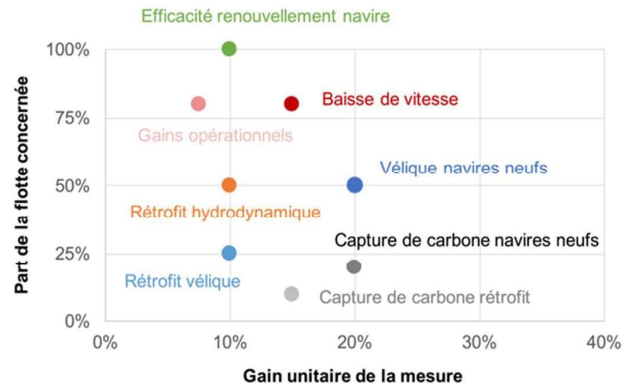 Efficacité renouvellement navire
100%
Baisse de vitesse
75%
Gains opérationnels
Vélique navires neufs
50%
Rétrofit hydrodynamique
Capture de carbone navires neufs
25%
Rétrofit vélique
Capture de carbone rétrofit
0%
0% 10% 20% 30% 40%
Part de la flotte concernée
Gain unitaire de la mesure